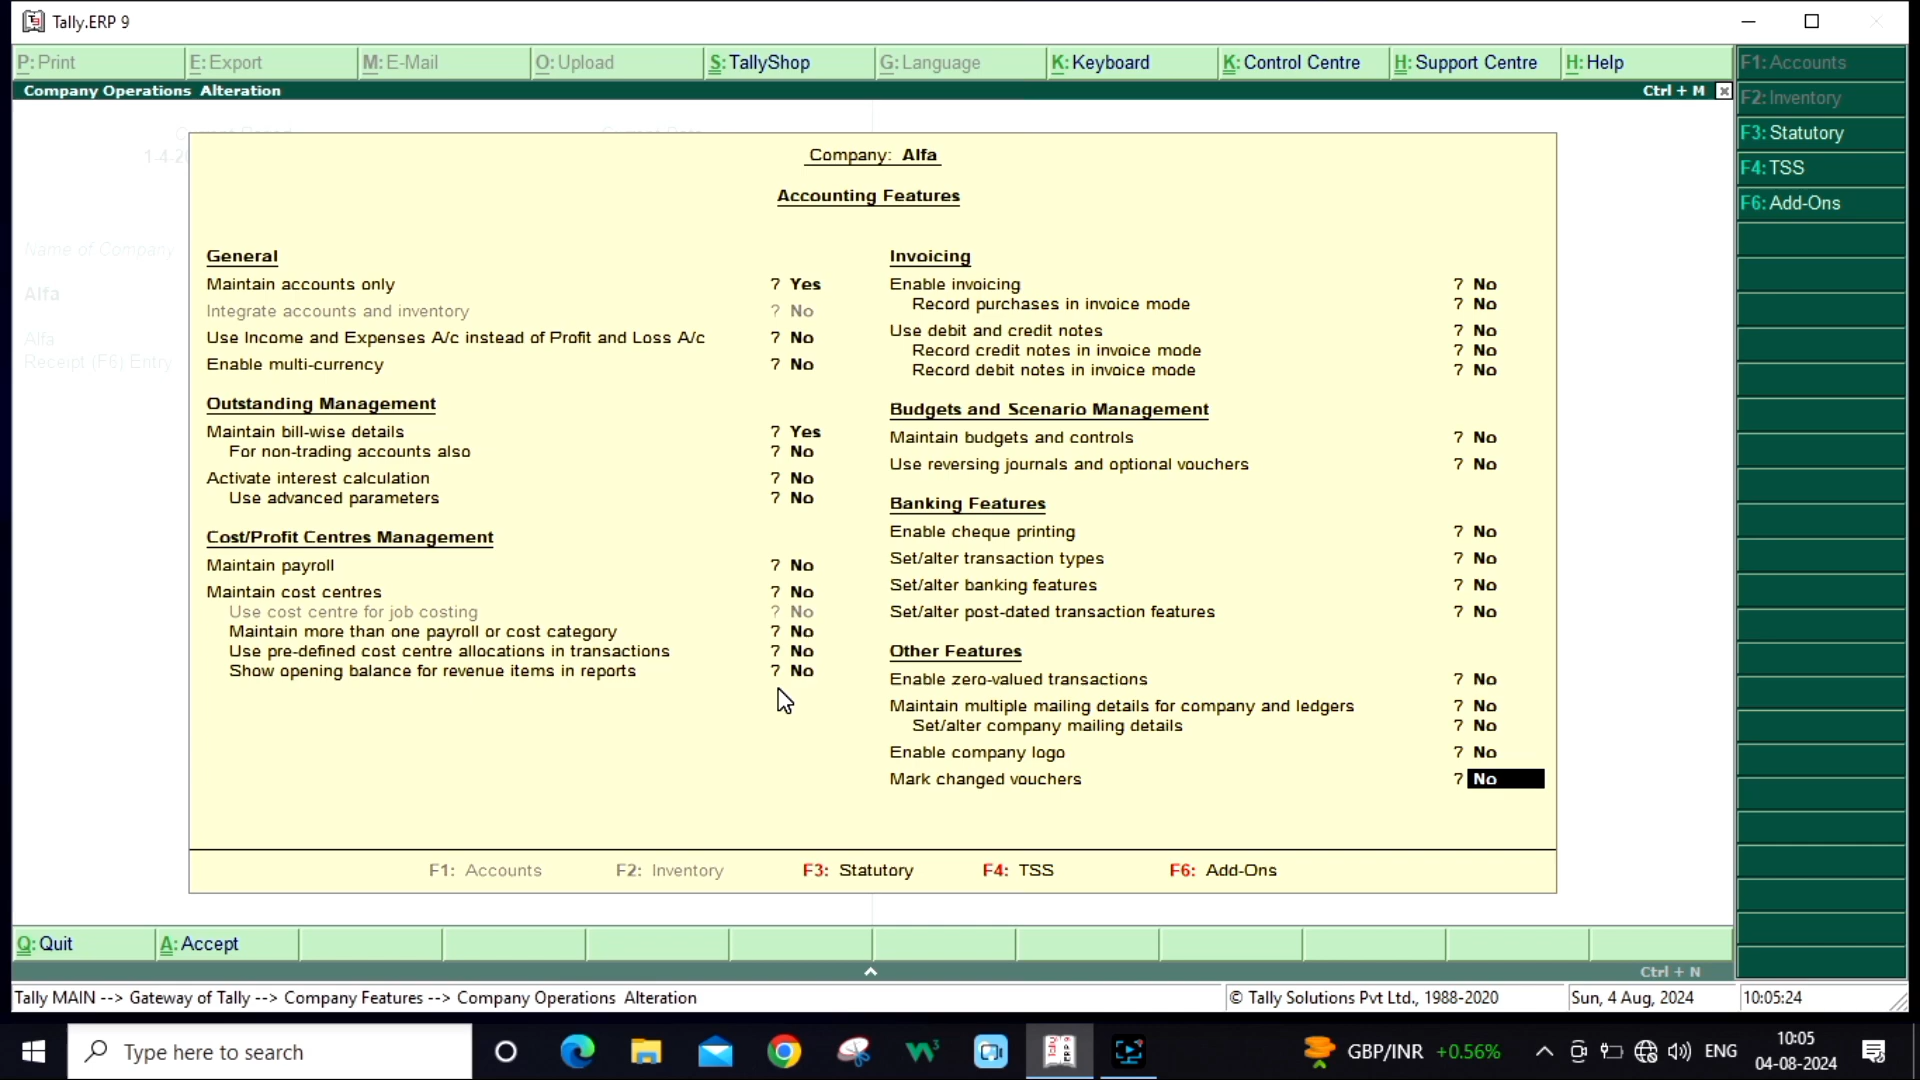 Tally.ERP 9
P: Print E: Export M: E-Mail O: Upload S: TallyShop G: Language K: Keyboard K: Control Centre H: Support Centre H: Help
Company Operations Alteration Ctrl + M
F1: Accounts
F2: Inventory
F3: Statutory
F4: TSS
F6: Add-Ons
1-4-20
Name of Company
Alfa
Alfa
Receipt (F6) Entry
Company: Alfa
Accounting Features
General
Maintain accounts only ? Yes
Integrate accounts and inventory ? No
Use Income and Expenses A/c instead of Profit and Loss A/c ? No
Enable multi-currency ? No
Outstanding Management
Maintain bill-wise details ? Yes
For non-trading accounts also ? No
Activate interest calculation ? No
Use advanced parameters ? No
Cost/Profit Centres Management
Maintain payroll ? No
Maintain cost centres ? No
Use cost centre for job costing ? No
Maintain more than one payroll or cost category ? No
Use pre-defined cost centre allocations in transactions ? No
Show opening balance for revenue items in reports ? No
Invoicing
Enable invoicing ? No
Record purchases in invoice mode ? No
Use debit and credit notes ? No
Record credit notes in invoice mode ? No
Record debit notes in invoice mode ? No
Budgets and Scenario Management
Maintain budgets and controls ? No
Use reversing journals and optional vouchers ? No
Banking Features
Enable cheque printing ? No
Set/alter transaction types ? No
Set/alter banking features ? No
Set/alter post-dated transaction features ? No
Other Features
Enable zero-valued transactions ? No
Maintain multiple mailing details for company and ledgers ? No
Set/alter company mailing details ? No
Enable company logo ? No
Mark changed vouchers ? No
F1: Accounts F2: Inventory F3: Statutory F4: TSS F6: Add-Ons
Q: Quit A: Accept
Ctrl + N
Tally MAIN --> Gateway of Tally --> Company Features --> Company Operations Alteration © Tally Solutions Pvt Ltd., 1988-2020 Sun, 4 Aug, 2024 10:05:24
Type here to search GBP/INR +0.56% ENG 10:05
04-08-2024